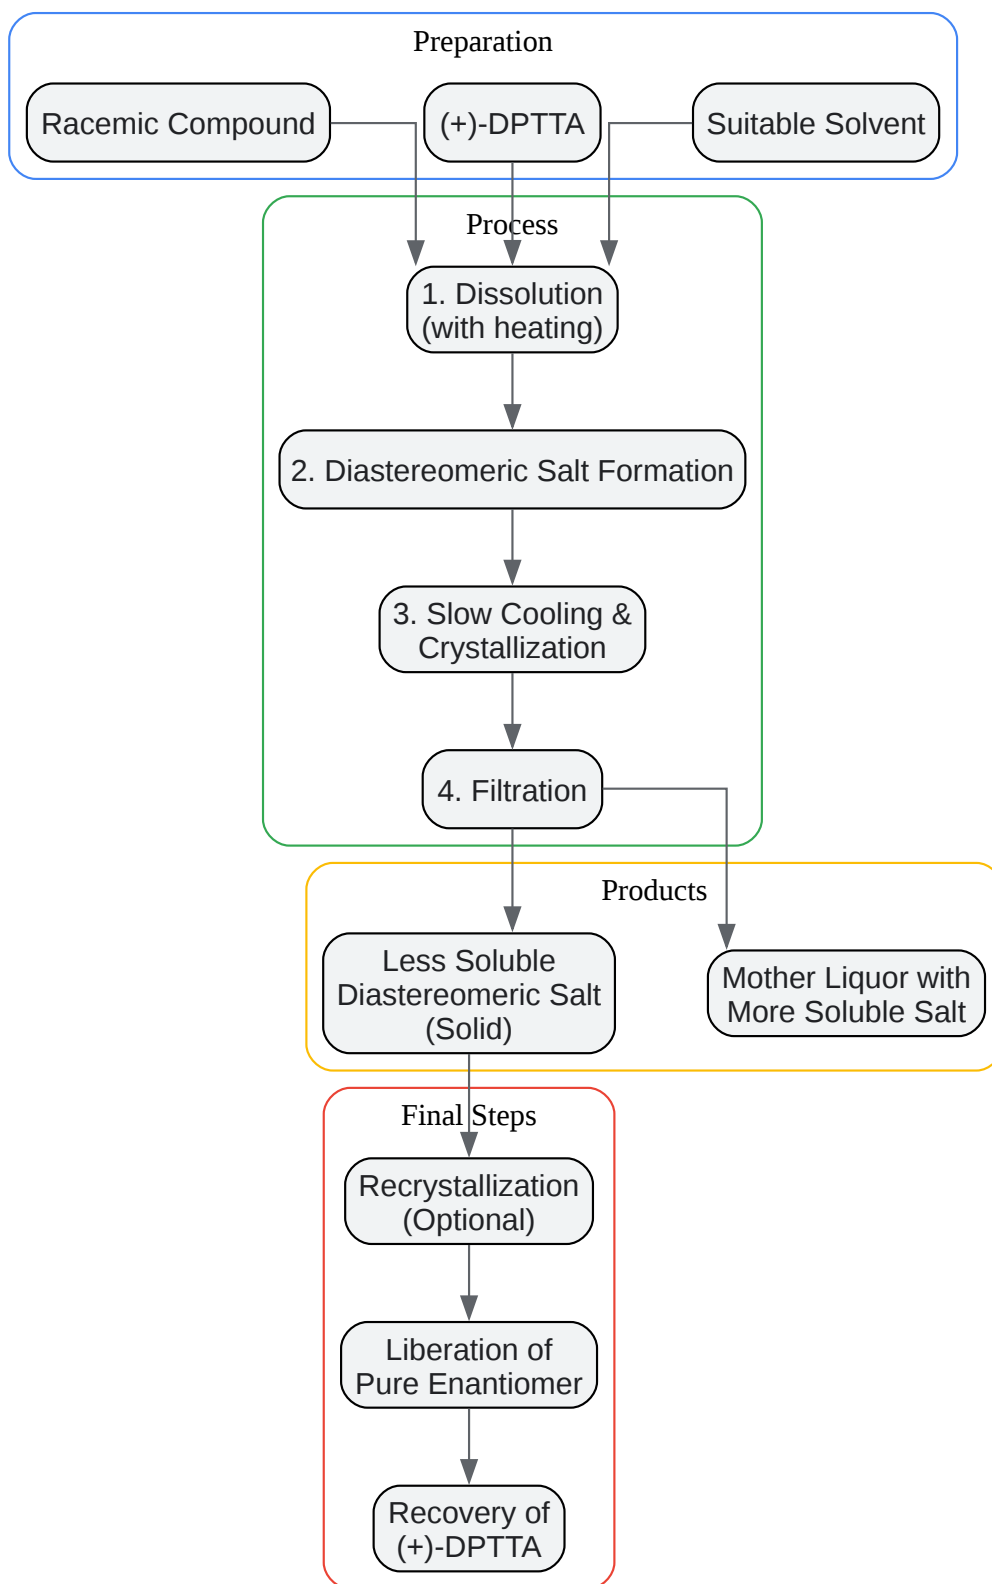 Preparation
Racemic Compound
(+)-DPTTA
Suitable Solvent
Process
1. Dissolution
(with heating)
2. Diastereomeric Salt Formation
3. Slow Cooling &
Crystallization
4. Filtration
Products
Less Soluble
Diastereomeric Salt
(Solid)
Mother Liquor with
More Soluble Salt
Final Steps
Recrystallization
(Optional)
Liberation of
Pure Enantiomer
Recovery of
(+)-DPTTA